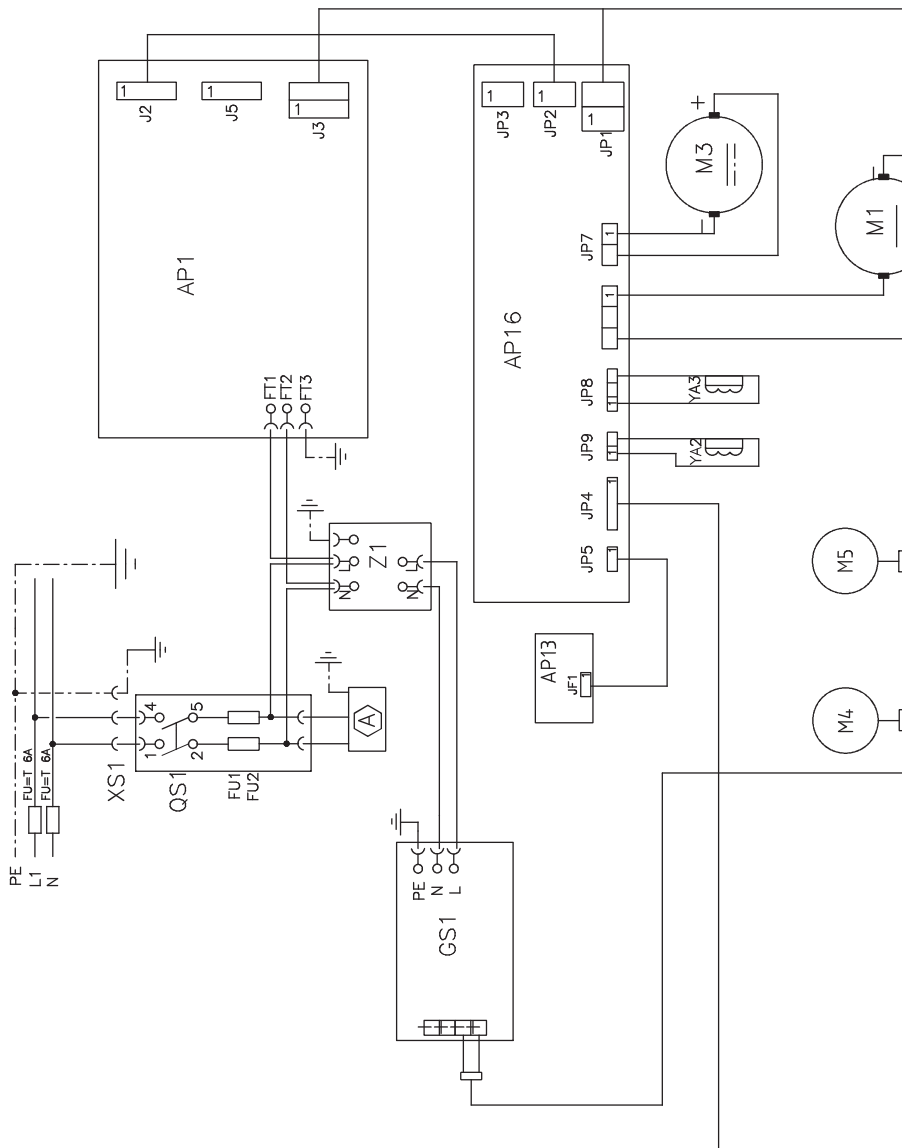 1
J2
1
J5
1
J3
AP1
FT1
FT2
FT3
1
JP3
1
JP2
1
JP1
AP16
JP7
1
1
JP8
1
JP9
1
JP4
1
JP5
1
M3
+
M1
YA3
YA2
M5
M4
AP13
JF1
1
Z1
L
N
L
N
PE
L1
N
FU=T 6A
FU=T 6A
XS1
QS1
4
5
1
2
FU1
FU2
A
GS1
PE
N
L